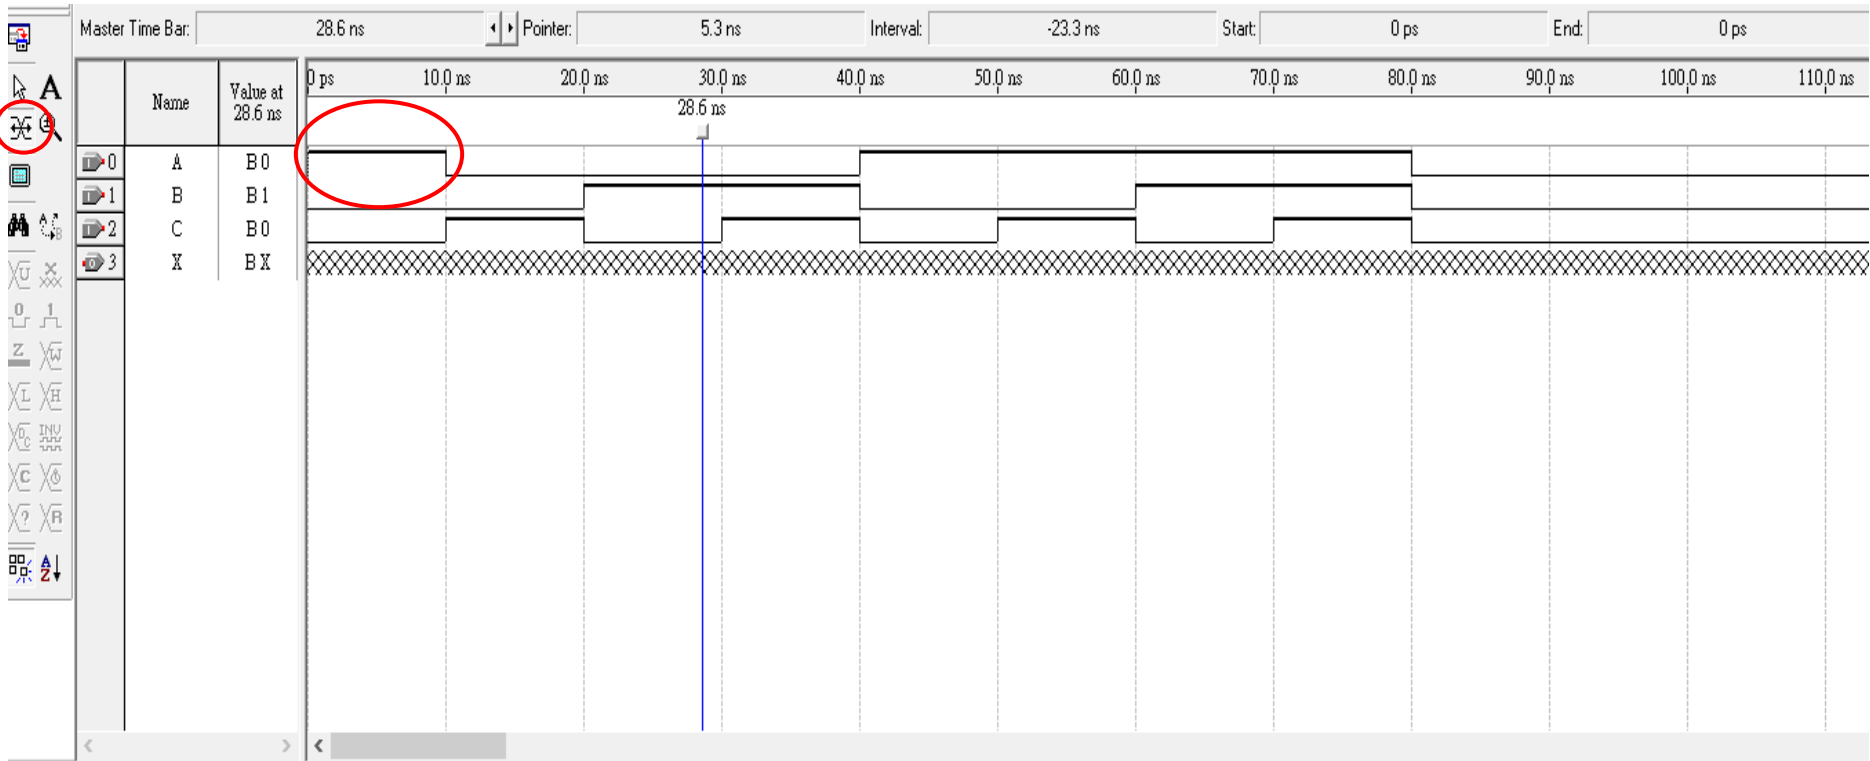 Master Time Bar: 28.6 ns Pointer: 5.3 ns Interval: -23.3 ns Start: 0 ps End: 0 ps
Name Value at 28.6 ns
0 ps 10.0 ns 20.0 ns 30.0 ns 40.0 ns 50.0 ns 60.0 ns 70.0 ns 80.0 ns 90.0 ns 100.0 ns 110.0 ns
28.6 ns
0 A B 0
1 B B 1
2 C B 0
3 X B X
A
A B
U X
0 1
Z W
L H
INV
C
? R
A Z